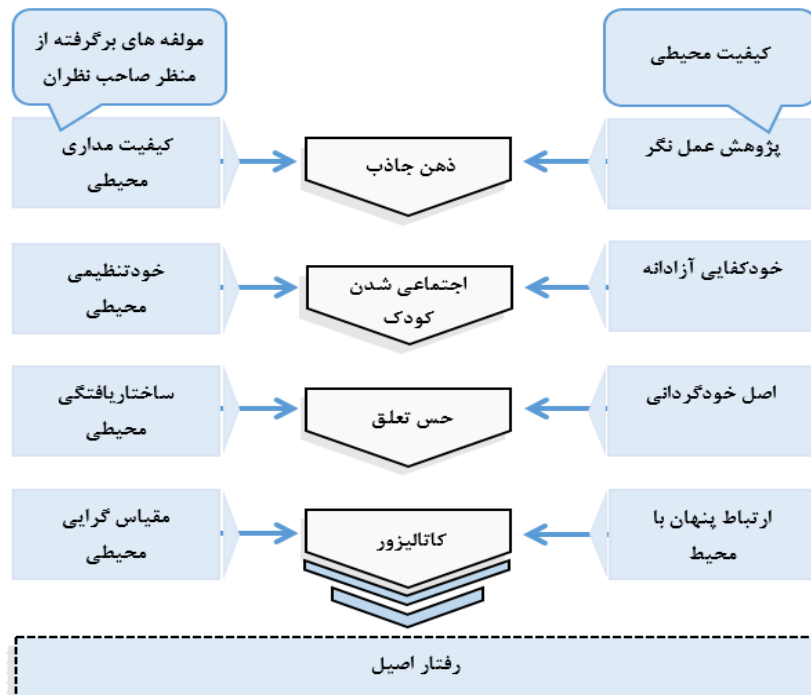 کیفیت محیطی
مولفه های برگرفته از
منظر صاحب نظران
پژوهش عمل نگر
ذهن جاذب
کیفیت مداری
محیطی
خودکفایی آزادانه
اجتماعی شدن
کودک
خودتنظیمی
محیطی
اصل خودگردانی
حس تعلق
ساختاریافتگی
محیطی
ارتباط پنهان با
محیط
کاتالیزور
مقیاس گرایی
محیطی
رفتار اصیل